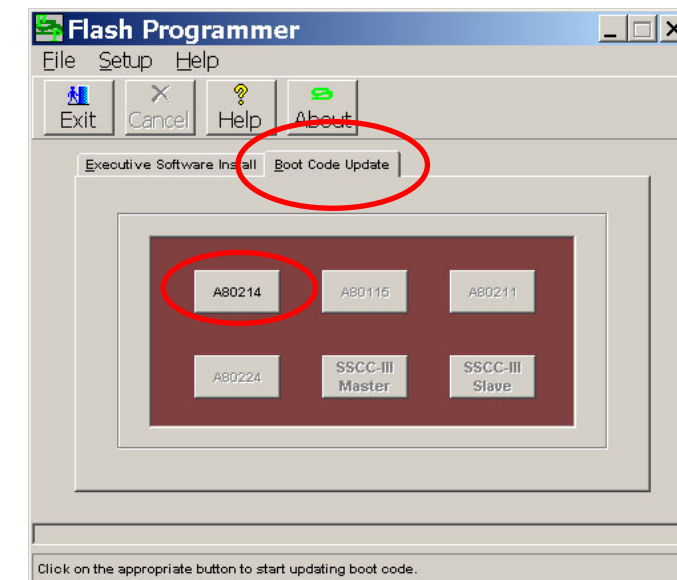 Flash Programmer
File Setup Help
Exit Cancel Help About
Executive Software Install Boot Code Update
A80214 A80115 A80211
A80224 SSCC-III Master SSCC-III Slave
Click on the appropriate button to start updating boot code.